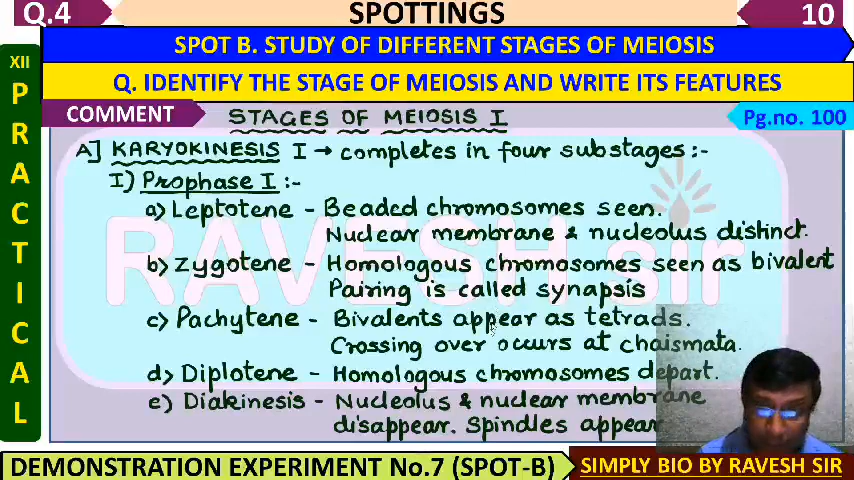 Q.4
SPOTTINGS
10
SPOT B. STUDY OF DIFFERENT STAGES OF MEIOSIS
Q. IDENTIFY THE STAGE OF MEIOSIS AND WRITE ITS FEATURES
XII
PRACTICAL
COMMENT
STAGES OF MEIOSIS I
Pg.no. 100
A] KARYOKINESIS I → completes in four substages :-
I) Prophase I :-
a) Leptotene - Beaded chromosomes seen.
Nuclear membrane & nucleolus distinct.
b) Zygotene - Homologous chromosomes seen as bivalent
Pairing is called synapsis
c) Pachytene - Bivalents appear as tetrads.
Crossing over occurs at chaismata.
d) Diplotene - Homologous chromosomes depart.
e) Diakinesis - Nucleolus & nuclear membrane
disappear. Spindles appear
RAVESH sir
DEMONSTRATION EXPERIMENT No.7 (SPOT-B)
SIMPLY BIO BY RAVESH SIR